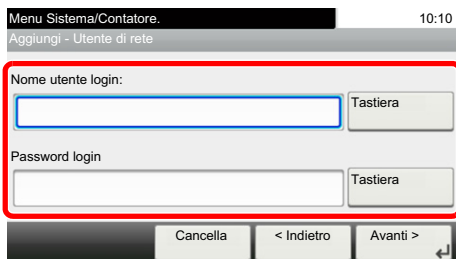 Menu Sistema/Contatore. 10:10
Aggiungi - Utente di rete
Nome utente login:
Tastiera
Password login
Tastiera
Cancella < Indietro Avanti >